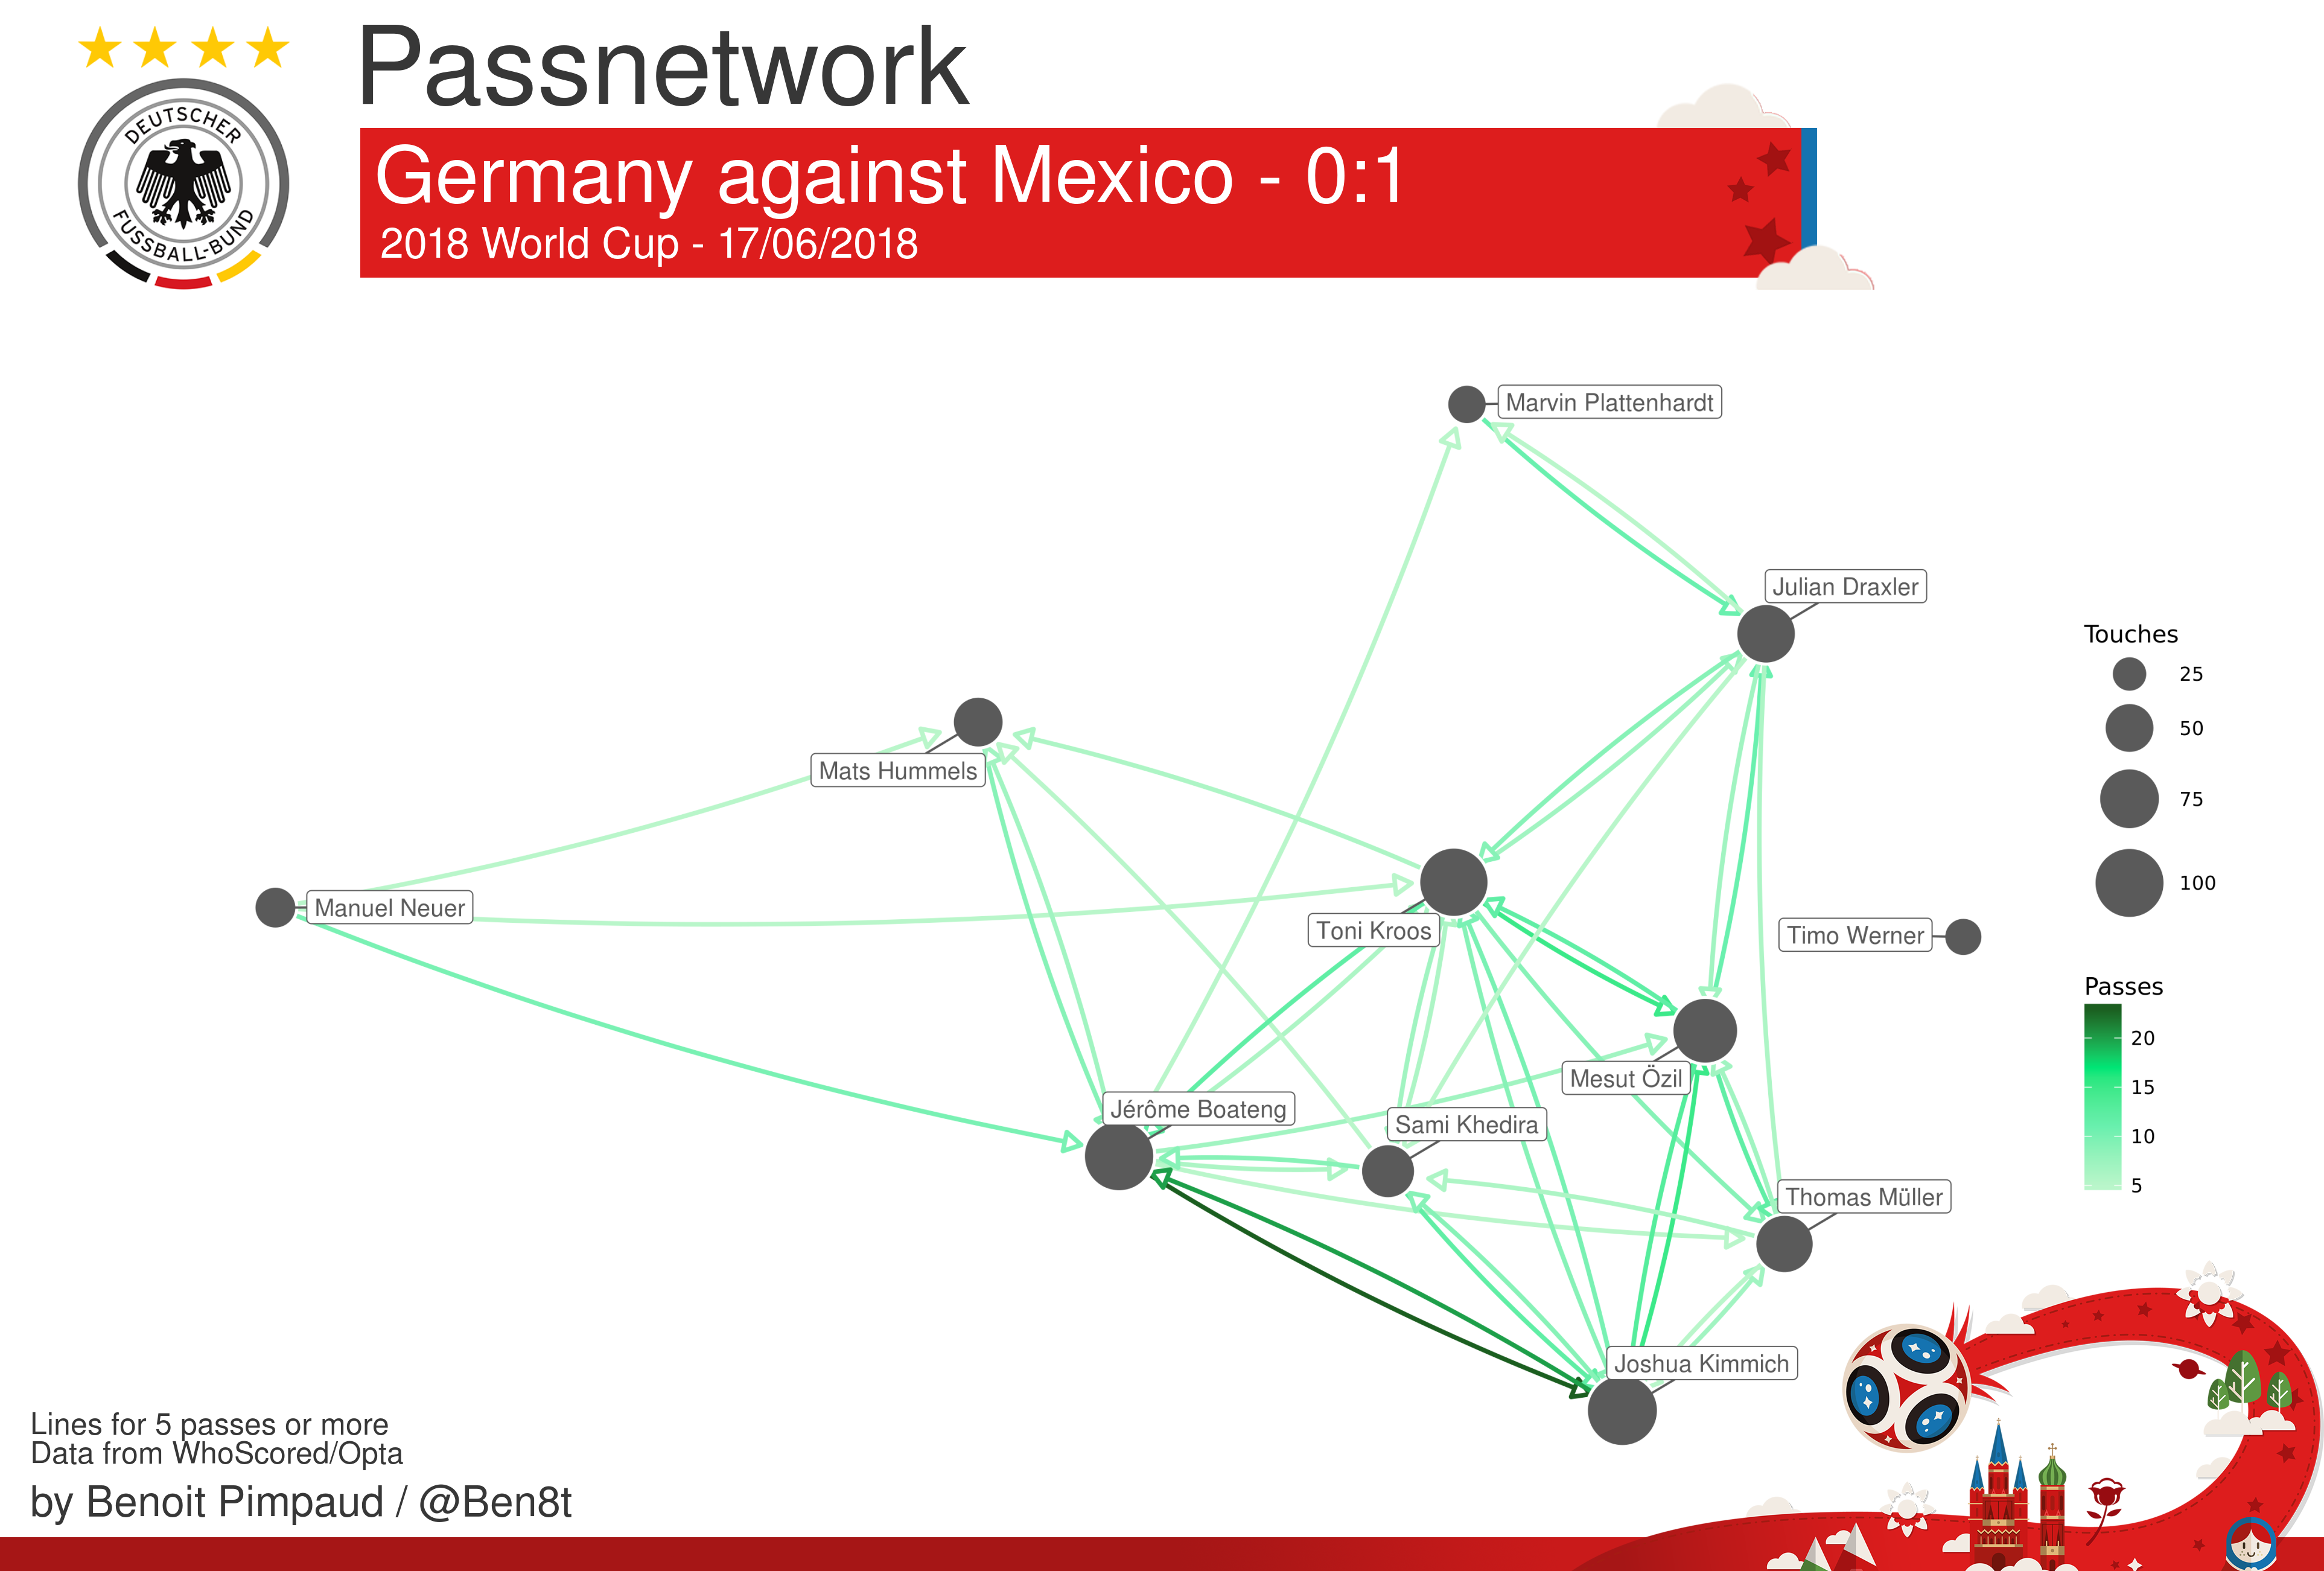 Passnetwork
DEUTSCHER
FUSSBALL-BUND
Germany against Mexico - 0:1
2018 World Cup - 17/06/2018
Marvin Plattenhardt
Julian Draxler
Touches
25
50
75
100
Mats Hummels
Manuel Neuer
Toni Kroos
Timo Werner
Passes
20
15
10
5
Mesut Özil
Jérôme Boateng
Sami Khedira
Thomas Müller
Joshua Kimmich
Lines for 5 passes or more
Data from WhoScored/Opta
by Benoit Pimpaud / @Ben8t